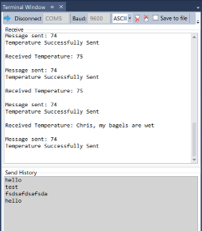 Terminal Window
Disconnect COM5 Baud: 9600 ASCII Save to file
Receive
Message sent: 74
Temperature Successfully Sent
Received Temperature: 75
Message sent: 74
Temperature Successfully Sent
Received Temperature: 75
Message sent: 74
Temperature Successfully Sent
Received Temperature: Chris, my bagels are wet
Message sent: 74
Temperature Successfully Sent
Send History
hello
test
fsdsafdsafsda
hello